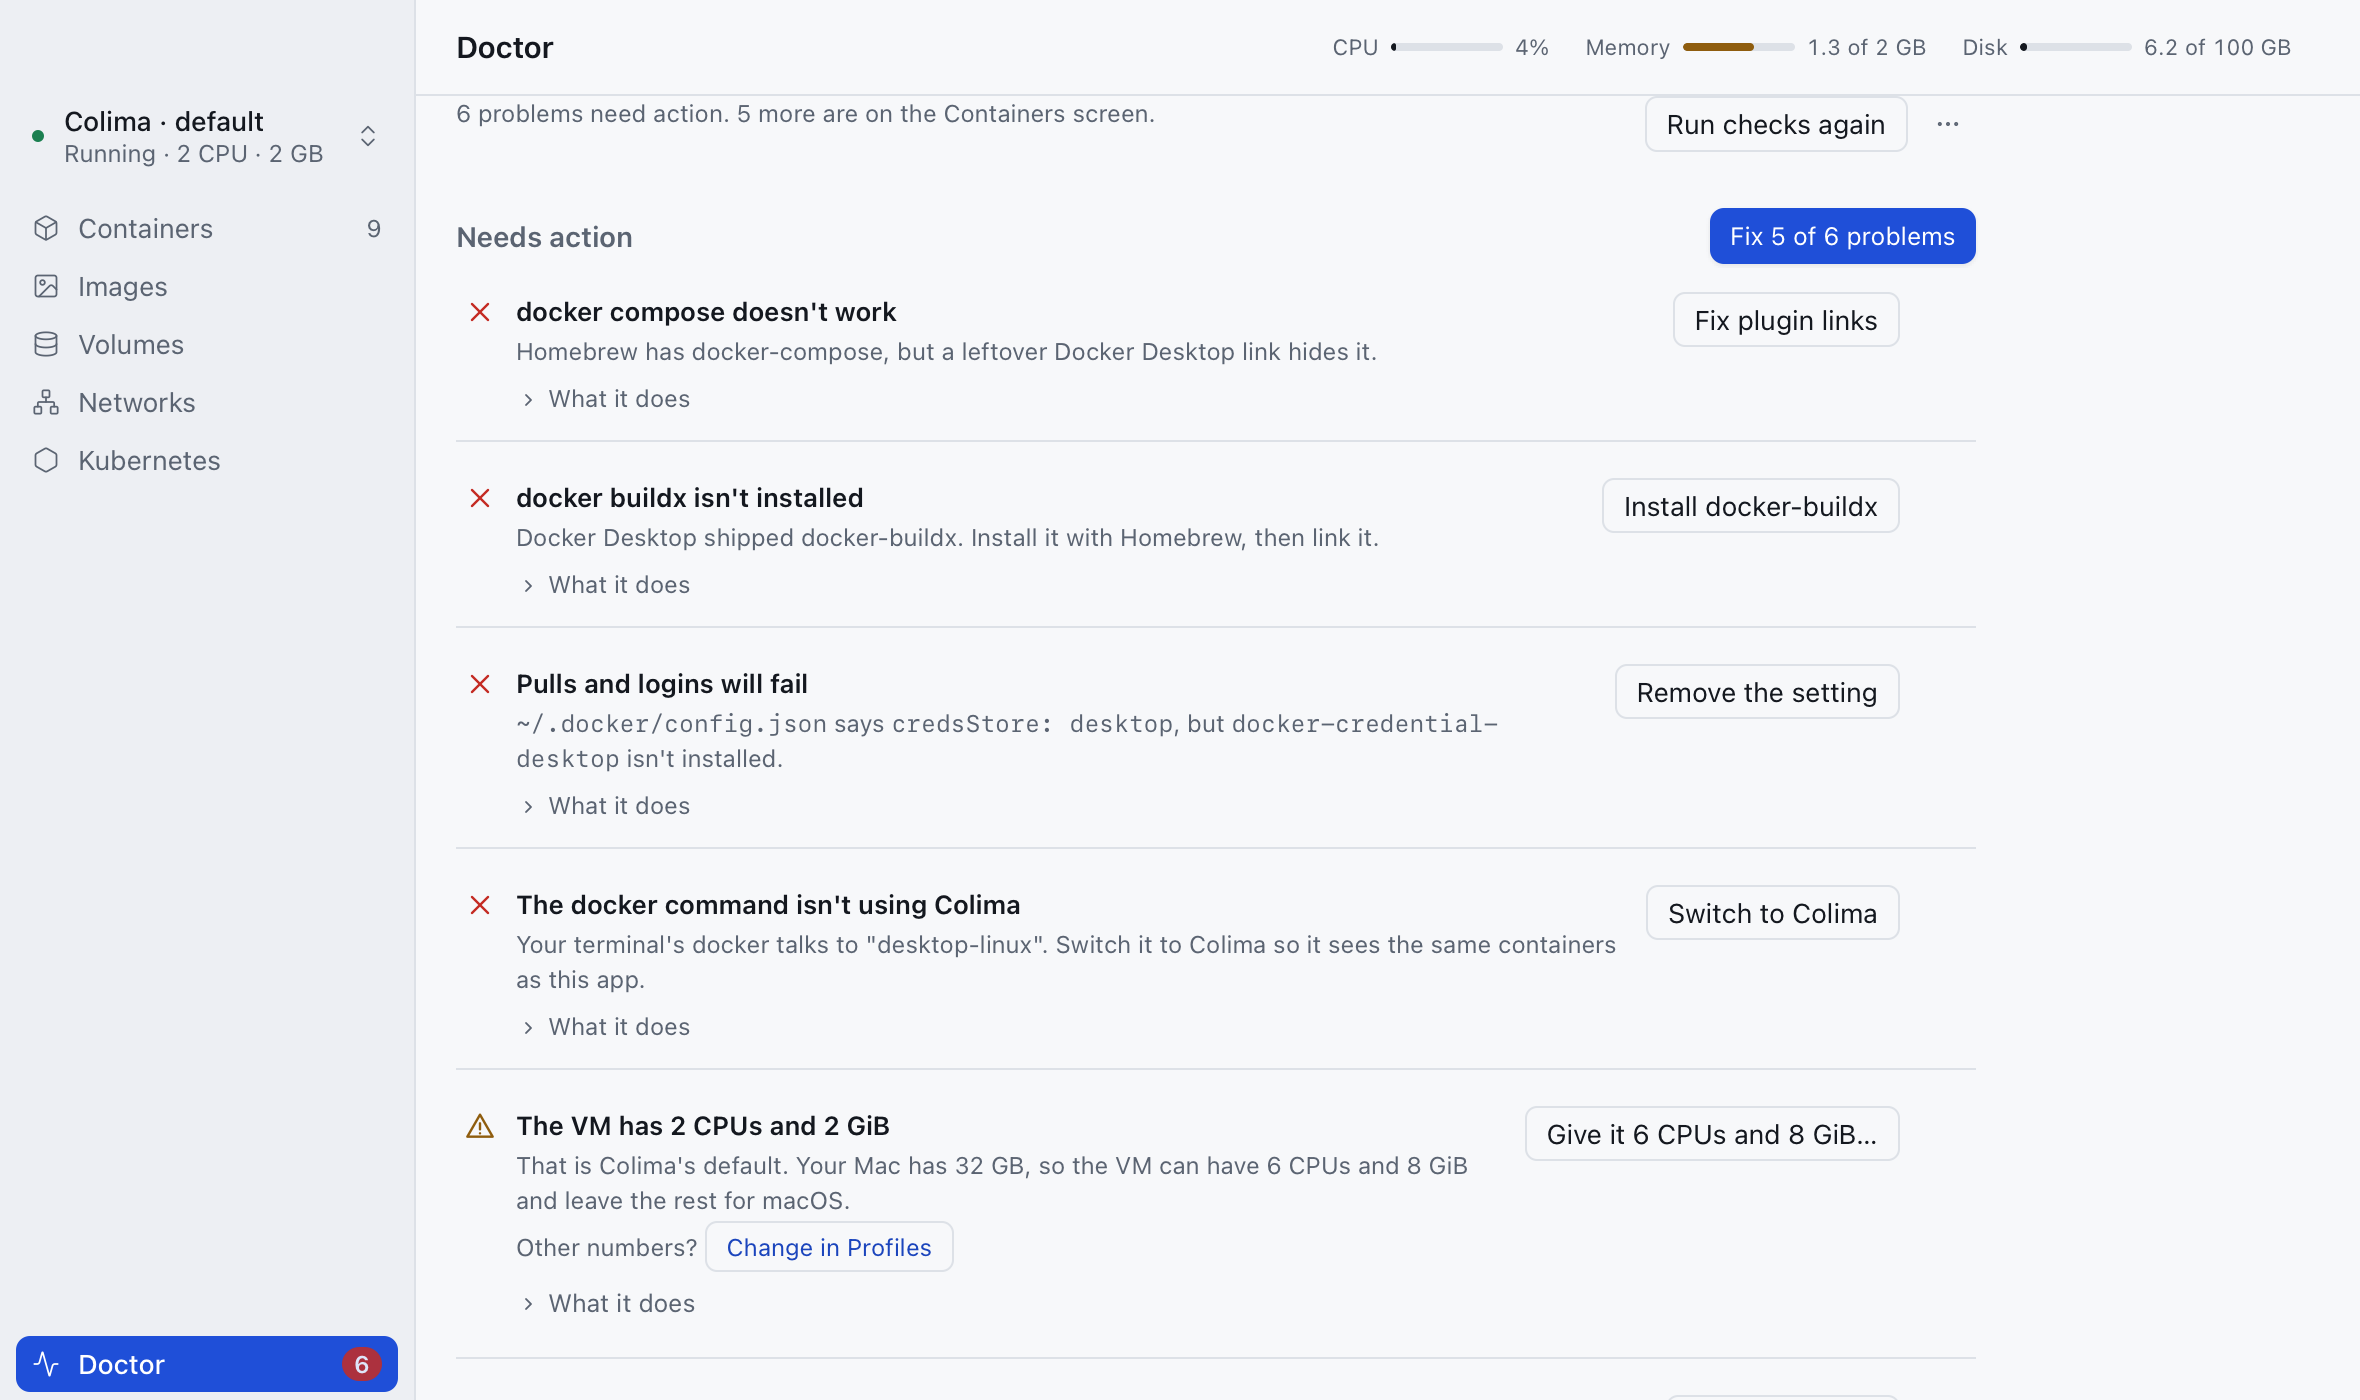 Doctor
CPU 4% Memory 1.3 of 2 GB Disk 6.2 of 100 GB
Colima · default
Running · 2 CPU · 2 GB
Containers 9
Images
Volumes
Networks
Kubernetes
Doctor 6
6 problems need action. 5 more are on the Containers screen.
Run checks again
Needs action
Fix 5 of 6 problems
docker compose doesn't work
Homebrew has docker-compose, but a leftover Docker Desktop link hides it.
What it does
Fix plugin links
docker buildx isn't installed
Docker Desktop shipped docker-buildx. Install it with Homebrew, then link it.
What it does
Install docker-buildx
Pulls and logins will fail
~/.docker/config.json says credsStore: desktop, but docker-credential-
desktop isn't installed.
What it does
Remove the setting
The docker command isn't using Colima
Your terminal's docker talks to "desktop-linux". Switch it to Colima so it sees the same containers
as this app.
What it does
Switch to Colima
The VM has 2 CPUs and 2 GiB
That is Colima's default. Your Mac has 32 GB, so the VM can have 6 CPUs and 8 GiB
and leave the rest for macOS.
Other numbers? Change in Profiles
What it does
Give it 6 CPUs and 8 GiB...